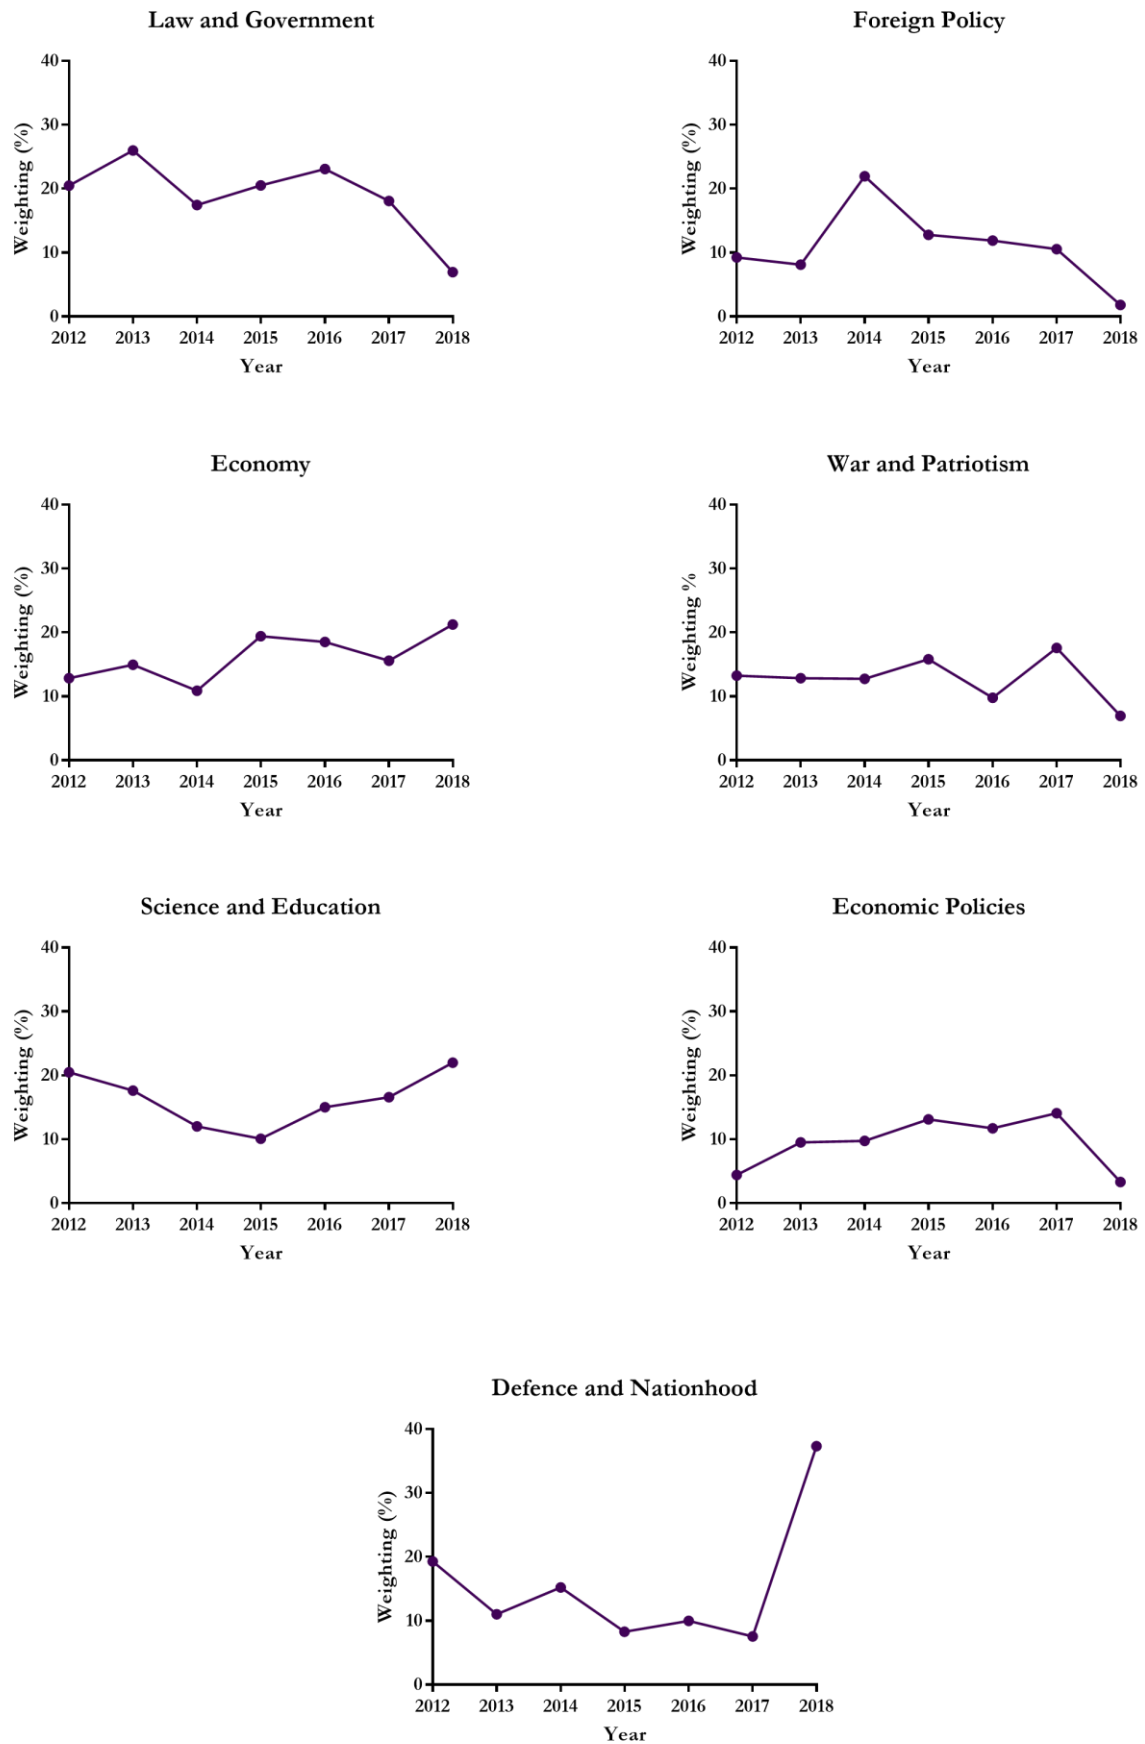 Law and Government
40
30
20
10
0
Weighting (%)
2012 2013 2014 2015 2016 2017 2018
Year
Foreign Policy
40
30
20
10
0
Weighting (%)
2012 2013 2014 2015 2016 2017 2018
Year
Economy
40
30
20
10
0
Weighting (%)
2012 2013 2014 2015 2016 2017 2018
Year
War and Patriotism
40
30
20
10
0
Weighting %
2012 2013 2014 2015 2016 2017 2018
Year
Science and Education
40
30
20
10
0
Weighting (%)
2012 2013 2014 2015 2016 2017 2018
Year
Economic Policies
40
30
20
10
0
Weighting (%)
2012 2013 2014 2015 2016 2017 2018
Year
Defence and Nationhood
40
30
20
10
0
Weighting (%)
2012 2013 2014 2015 2016 2017 2018
Year